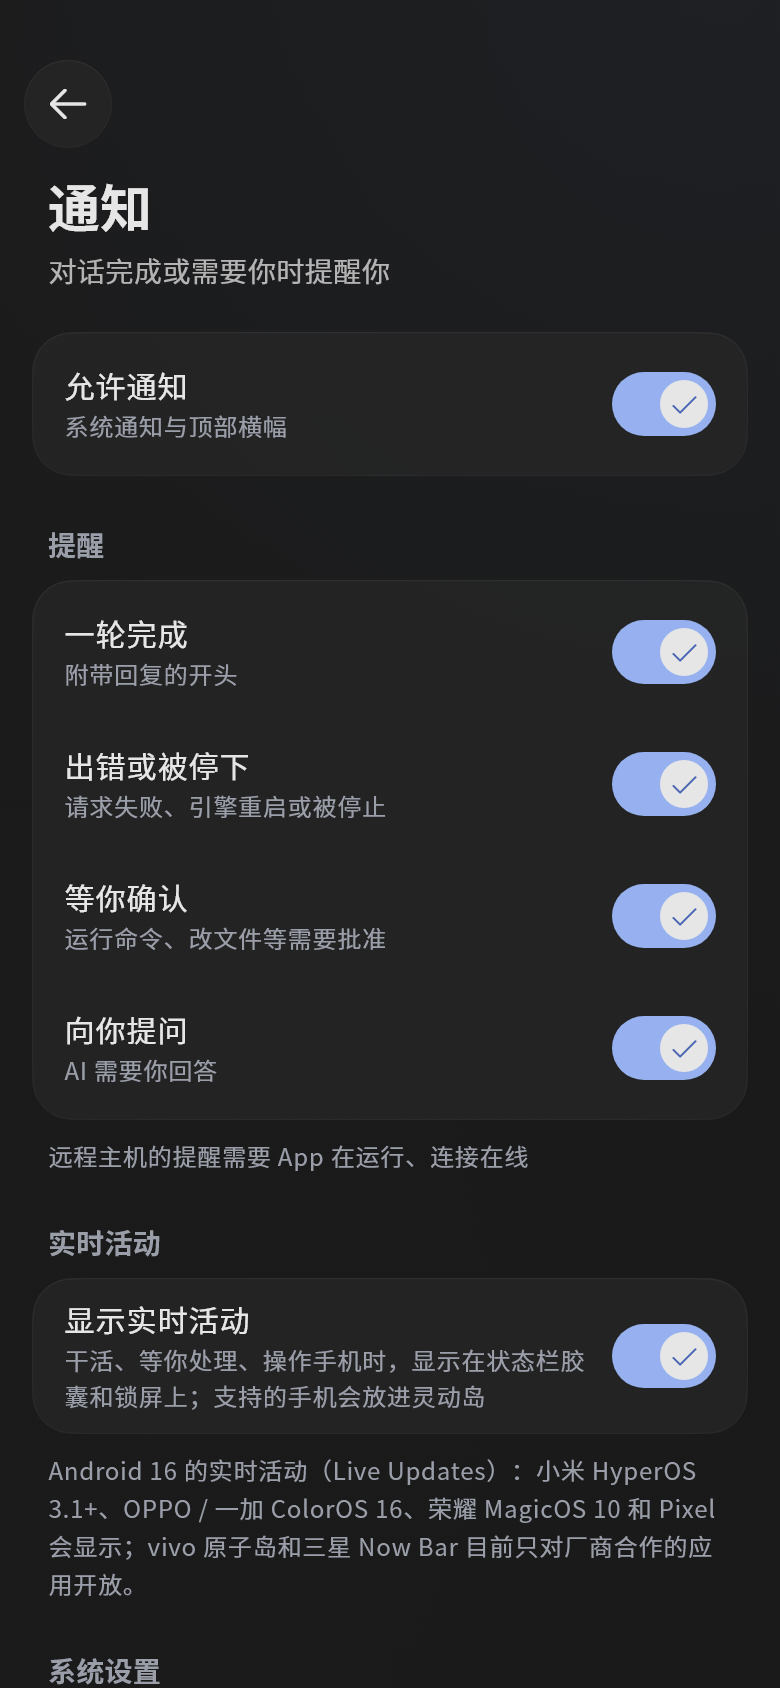 通知
对话完成或需要你时提醒你
允许通知
系统通知与顶部横幅
提醒
一轮完成
附带回复的开头
出错或被停下
请求失败、引擎重启或被停止
等你确认
运行命令、改文件等需要批准
向你提问
AI 需要你回答
远程主机的提醒需要 App 在运行、连接在线
实时活动
显示实时活动
干活、等你处理、操作手机时，显示在状态栏胶
囊和锁屏上；支持的手机会放进灵动岛
Android 16 的实时活动（Live Updates）：小米 HyperOS
3.1+、OPPO / 一加 ColorOS 16、荣耀 MagicOS 10 和 Pixel
会显示；vivo 原子岛和三星 Now Bar 目前只对厂商合作的应
用开放。
系统设置